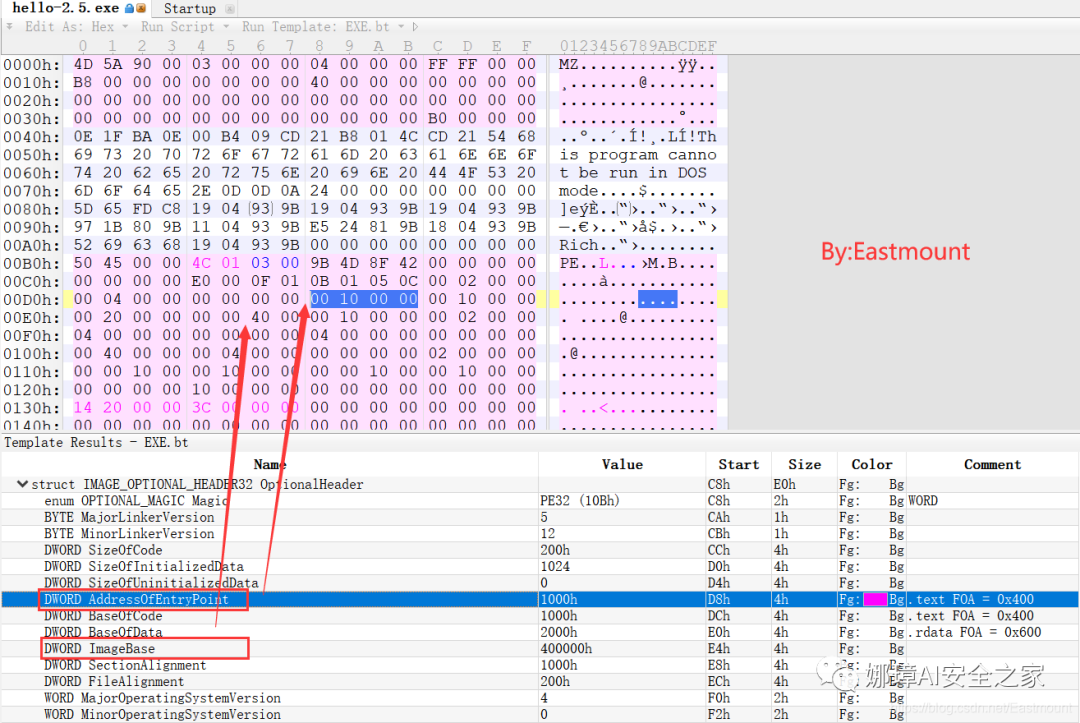 hello-2.5.exe Startup
Edit As: Hex Run Script Run Template: EXE.bt
0 1 2 3 4 5 6 7 8 9 A B C D E F 0123456789ABCDEF
0000h: 4D 5A 90 00 03 00 00 00 04 00 00 00 FF FF 00 00 MZ..........ÿÿ..
0010h: B8 00 00 00 00 00 00 00 40 00 00 00 00 00 00 00 ¸.......@.......
0020h: 00 00 00 00 00 00 00 00 00 00 00 00 00 00 00 00 ................
0030h: 00 00 00 00 00 00 00 00 00 00 00 00 B0 00 00 00 ............°...
0040h: 0E 1F BA 0E 00 B4 09 CD 21 B8 01 4C CD 21 54 68 ..º..´.Í!¸.LÍ!Th
0050h: 69 73 20 70 72 6F 67 72 61 6D 20 63 61 6E 6E 6F is program canno
0060h: 74 20 62 65 20 72 75 6E 20 69 6E 20 44 4F 53 20 t be run in DOS
0070h: 6D 6F 64 65 2E 0D 0D 0A 24 00 00 00 00 00 00 00 mode....$.......
0080h: 5D 65 FD C8 19 04 93 9B 19 04 93 9B 19 04 93 9B ]eýÈ..“›..“›..“›
0090h: 97 1B 80 9B 11 04 93 9B E5 24 81 9B 18 04 93 9B —.€›..“›å$.›..“›
00A0h: 52 69 63 68 19 04 93 9B 00 00 00 00 00 00 00 00 Rich..“›........
00B0h: 50 45 00 00 4C 01 03 00 9B 4D 8F 42 00 00 00 00 PE..L...›M.B....
00C0h: 00 00 00 00 E0 00 0F 01 0B 01 05 0C 00 02 00 00 ....à...........
00D0h: 00 04 00 00 00 00 00 00 00 10 00 00 00 10 00 00 ................
00E0h: 00 20 00 00 00 00 40 00 00 10 00 00 00 02 00 00 . ....@.........
00F0h: 04 00 00 00 00 00 00 00 04 00 00 00 00 00 00 00 ................
0100h: 00 40 00 00 00 04 00 00 00 00 00 00 02 00 00 00 .@..............
0110h: 00 00 10 00 00 10 00 00 00 00 10 00 00 10 00 00 ................
0120h: 00 00 00 00 10 00 00 00 00 00 00 00 00 00 00 00 ................
0130h: 14 20 00 00 3C 00 00 00 00 00 00 00 00 00 00 00 . ..<...........
0140h: 00 00 00 00 00 00 00 00 00 00 00 00 00 00 00 00 ................
By:Eastmount
Template Results - EXE.bt
Name Value Start Size Color Comment
struct IMAGE_OPTIONAL_HEADER32 OptionalHeader C8h E0h Fg: Bg
enum OPTIONAL_MAGIC Magic PE32 (10Bh) C8h 2h Fg: Bg WORD
BYTE MajorLinkerVersion 5 CAh 1h Fg: Bg
BYTE MinorLinkerVersion 12 CBh 1h Fg: Bg
DWORD SizeOfCode 200h CCh 4h Fg: Bg
DWORD SizeOfInitializedData 1024 D0h 4h Fg: Bg
DWORD SizeOfUninitializedData 0 D4h 4h Fg: Bg
DWORD AddressOfEntryPoint 1000h D8h 4h Fg: Bg .text FOA = 0x400
DWORD BaseOfCode 1000h DCh 4h Fg: Bg .text FOA = 0x400
DWORD BaseOfData 2000h E0h 4h Fg: Bg .rdata FOA = 0x600
DWORD ImageBase 400000h E4h 4h Fg: Bg
DWORD SectionAlignment 1000h E8h 4h Fg: Bg
DWORD FileAlignment 200h ECh 4h Fg: Bg
WORD MajorOperatingSystemVersion 4 F0h 2h Fg: Bg
WORD MinorOperatingSystemVersion 0 F2h 2h Fg: Bg
娜璋AI安全之家
https://blog.csdn.net/Eastmount